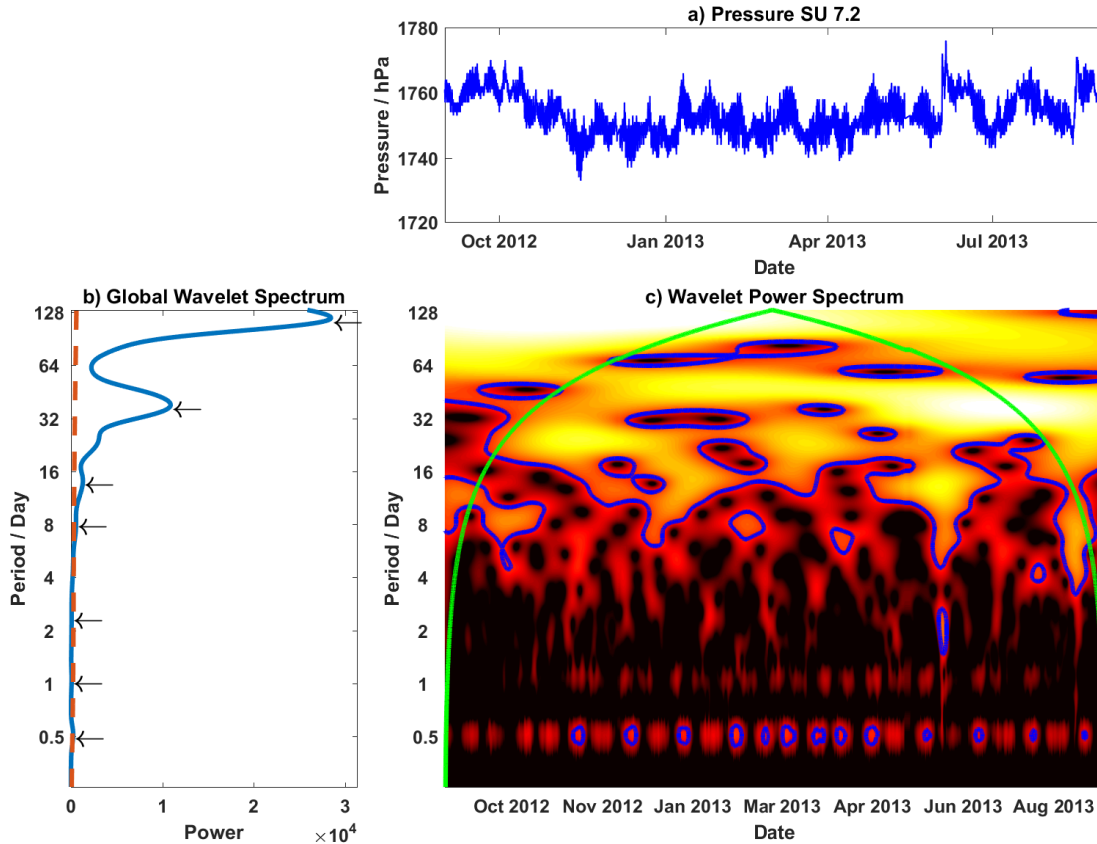 a) Pressure SU 7.2
1780
1760
1740
1720
Pressure / hPa
Oct 2012 Jan 2013 Apr 2013 Jul 2013
Date
b) Global Wavelet Spectrum
128
64
32
16
8
4
2
1
0.5
Period / Day
0 1 2 3
×10^4
Power
c) Wavelet Power Spectrum
128
64
32
16
8
4
2
1
0.5
Period / Day
Oct 2012 Nov 2012 Jan 2013 Mar 2013 Apr 2013 Jun 2013 Aug 2013
Date